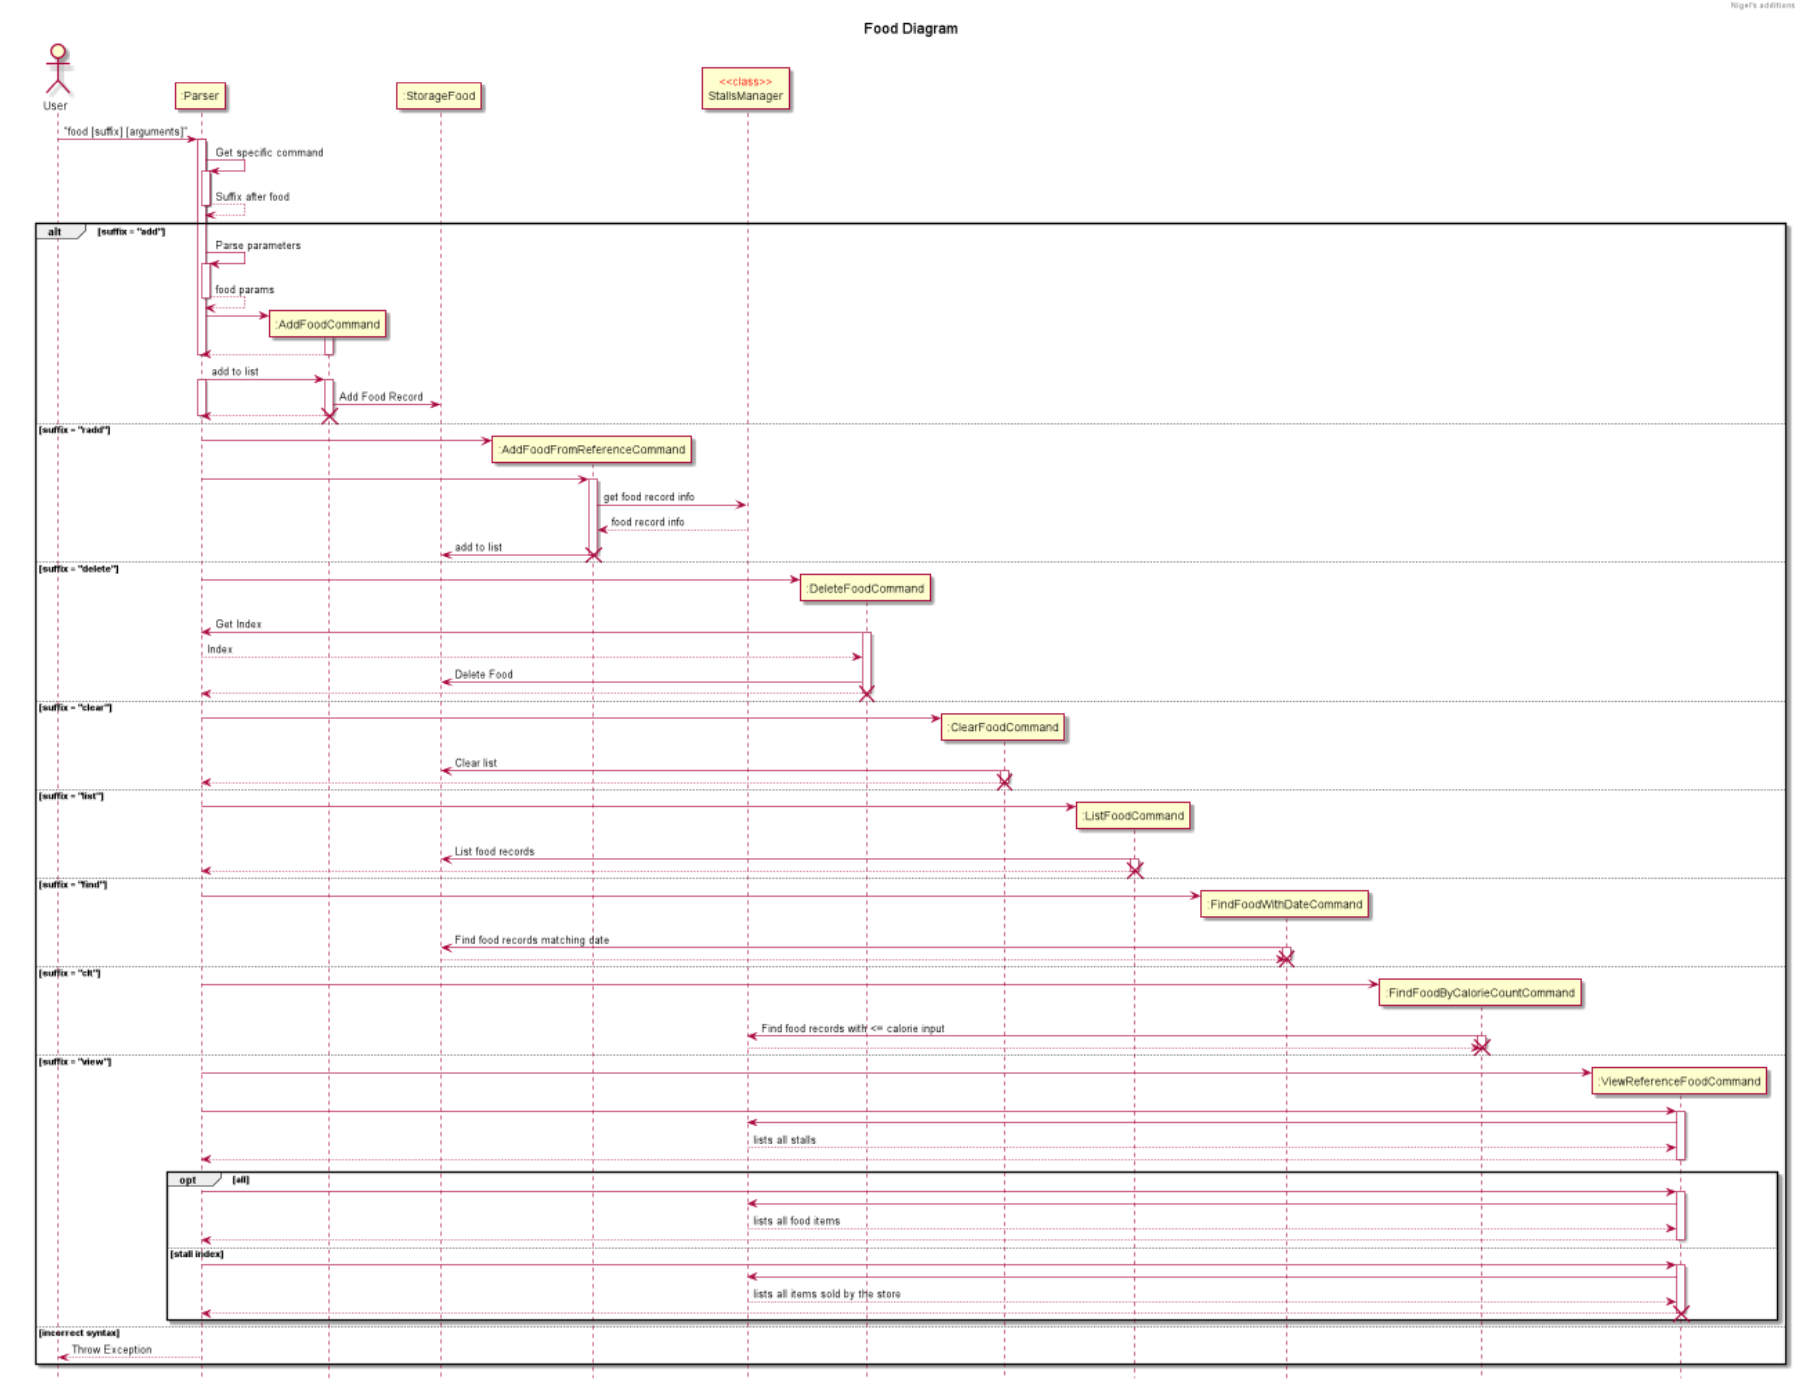 Nigel's additions
Food Diagram
User
:Parser
:StorageFood
<<class>>
StallsManager
"food [suffix] [arguments]"
Get specific command
Suffix after food
alt
[suffix = "add"]
Parse parameters
food params
:AddFoodCommand
add to list
Add Food Record
[suffix = "radd"]
:AddFoodFromReferenceCommand
get food record info
food record info
add to list
[suffix = "delete"]
:DeleteFoodCommand
Get Index
Index
Delete Food
[suffix = "clear"]
:ClearFoodCommand
Clear list
[suffix = "list"]
:ListFoodCommand
List food records
[suffix = "find"]
:FindFoodWithDateCommand
Find food records matching date
[suffix = "clt"]
:FindFoodByCalorieCountCommand
Find food records with <= calorie input
[suffix = "view"]
:ViewReferenceFoodCommand
lists all stalls
opt
[all]
lists all food items
[stall index]
lists all items sold by the store
[incorrect syntax]
Throw Exception